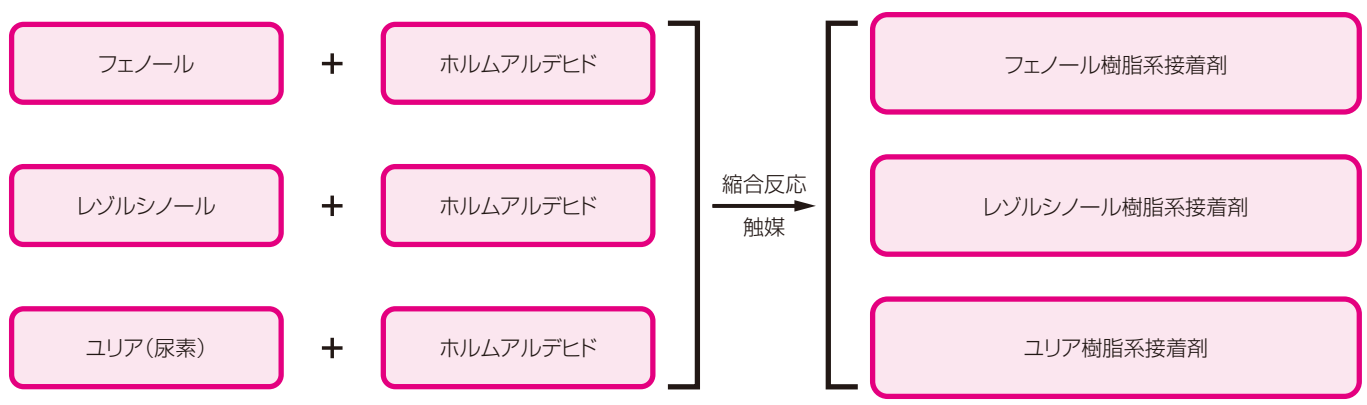 フェノール + ホルムアルデヒド
フェノール樹脂系接着剤
レゾルシノール + ホルムアルデヒド
縮合反応
触媒
レゾルシノール樹脂系接着剤
ユリア(尿素) + ホルムアルデヒド
ユリア樹脂系接着剤